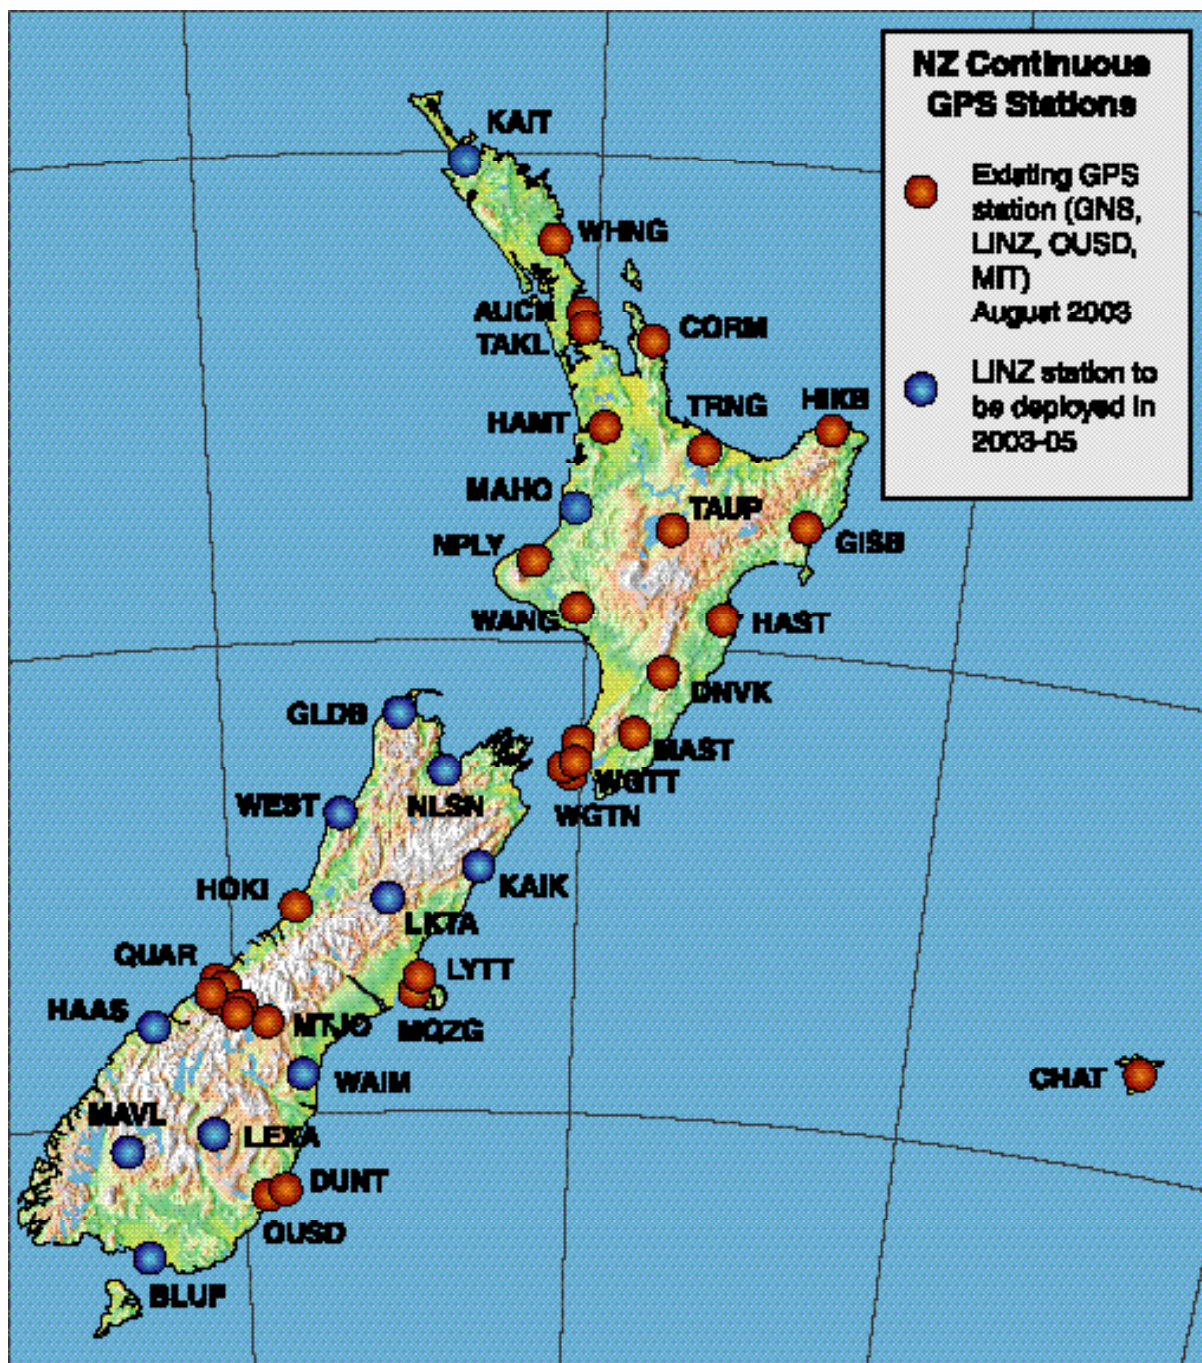 NZ Continuous
GPS Stations
Existing GPS
station (GNS,
LINZ, OUSD,
MIT)
August 2003
LINZ station to
be deployed in
2003-05
KAIT
WHNG
AUCK
TAKL
CORM
HAMT
TRNG
HIKB
MAHO
TAUP
GISB
NPLY
WANG
HAST
DNVK
GLDB
MAST
WGTT
NLSN
WEST
WGTN
HOKI
KAIK
LKTA
QUAR
LYTT
HAAS
MTJO
MQZG
WAIM
CHAT
MAVL
LEXA
DUNT
OUSD
BLUF